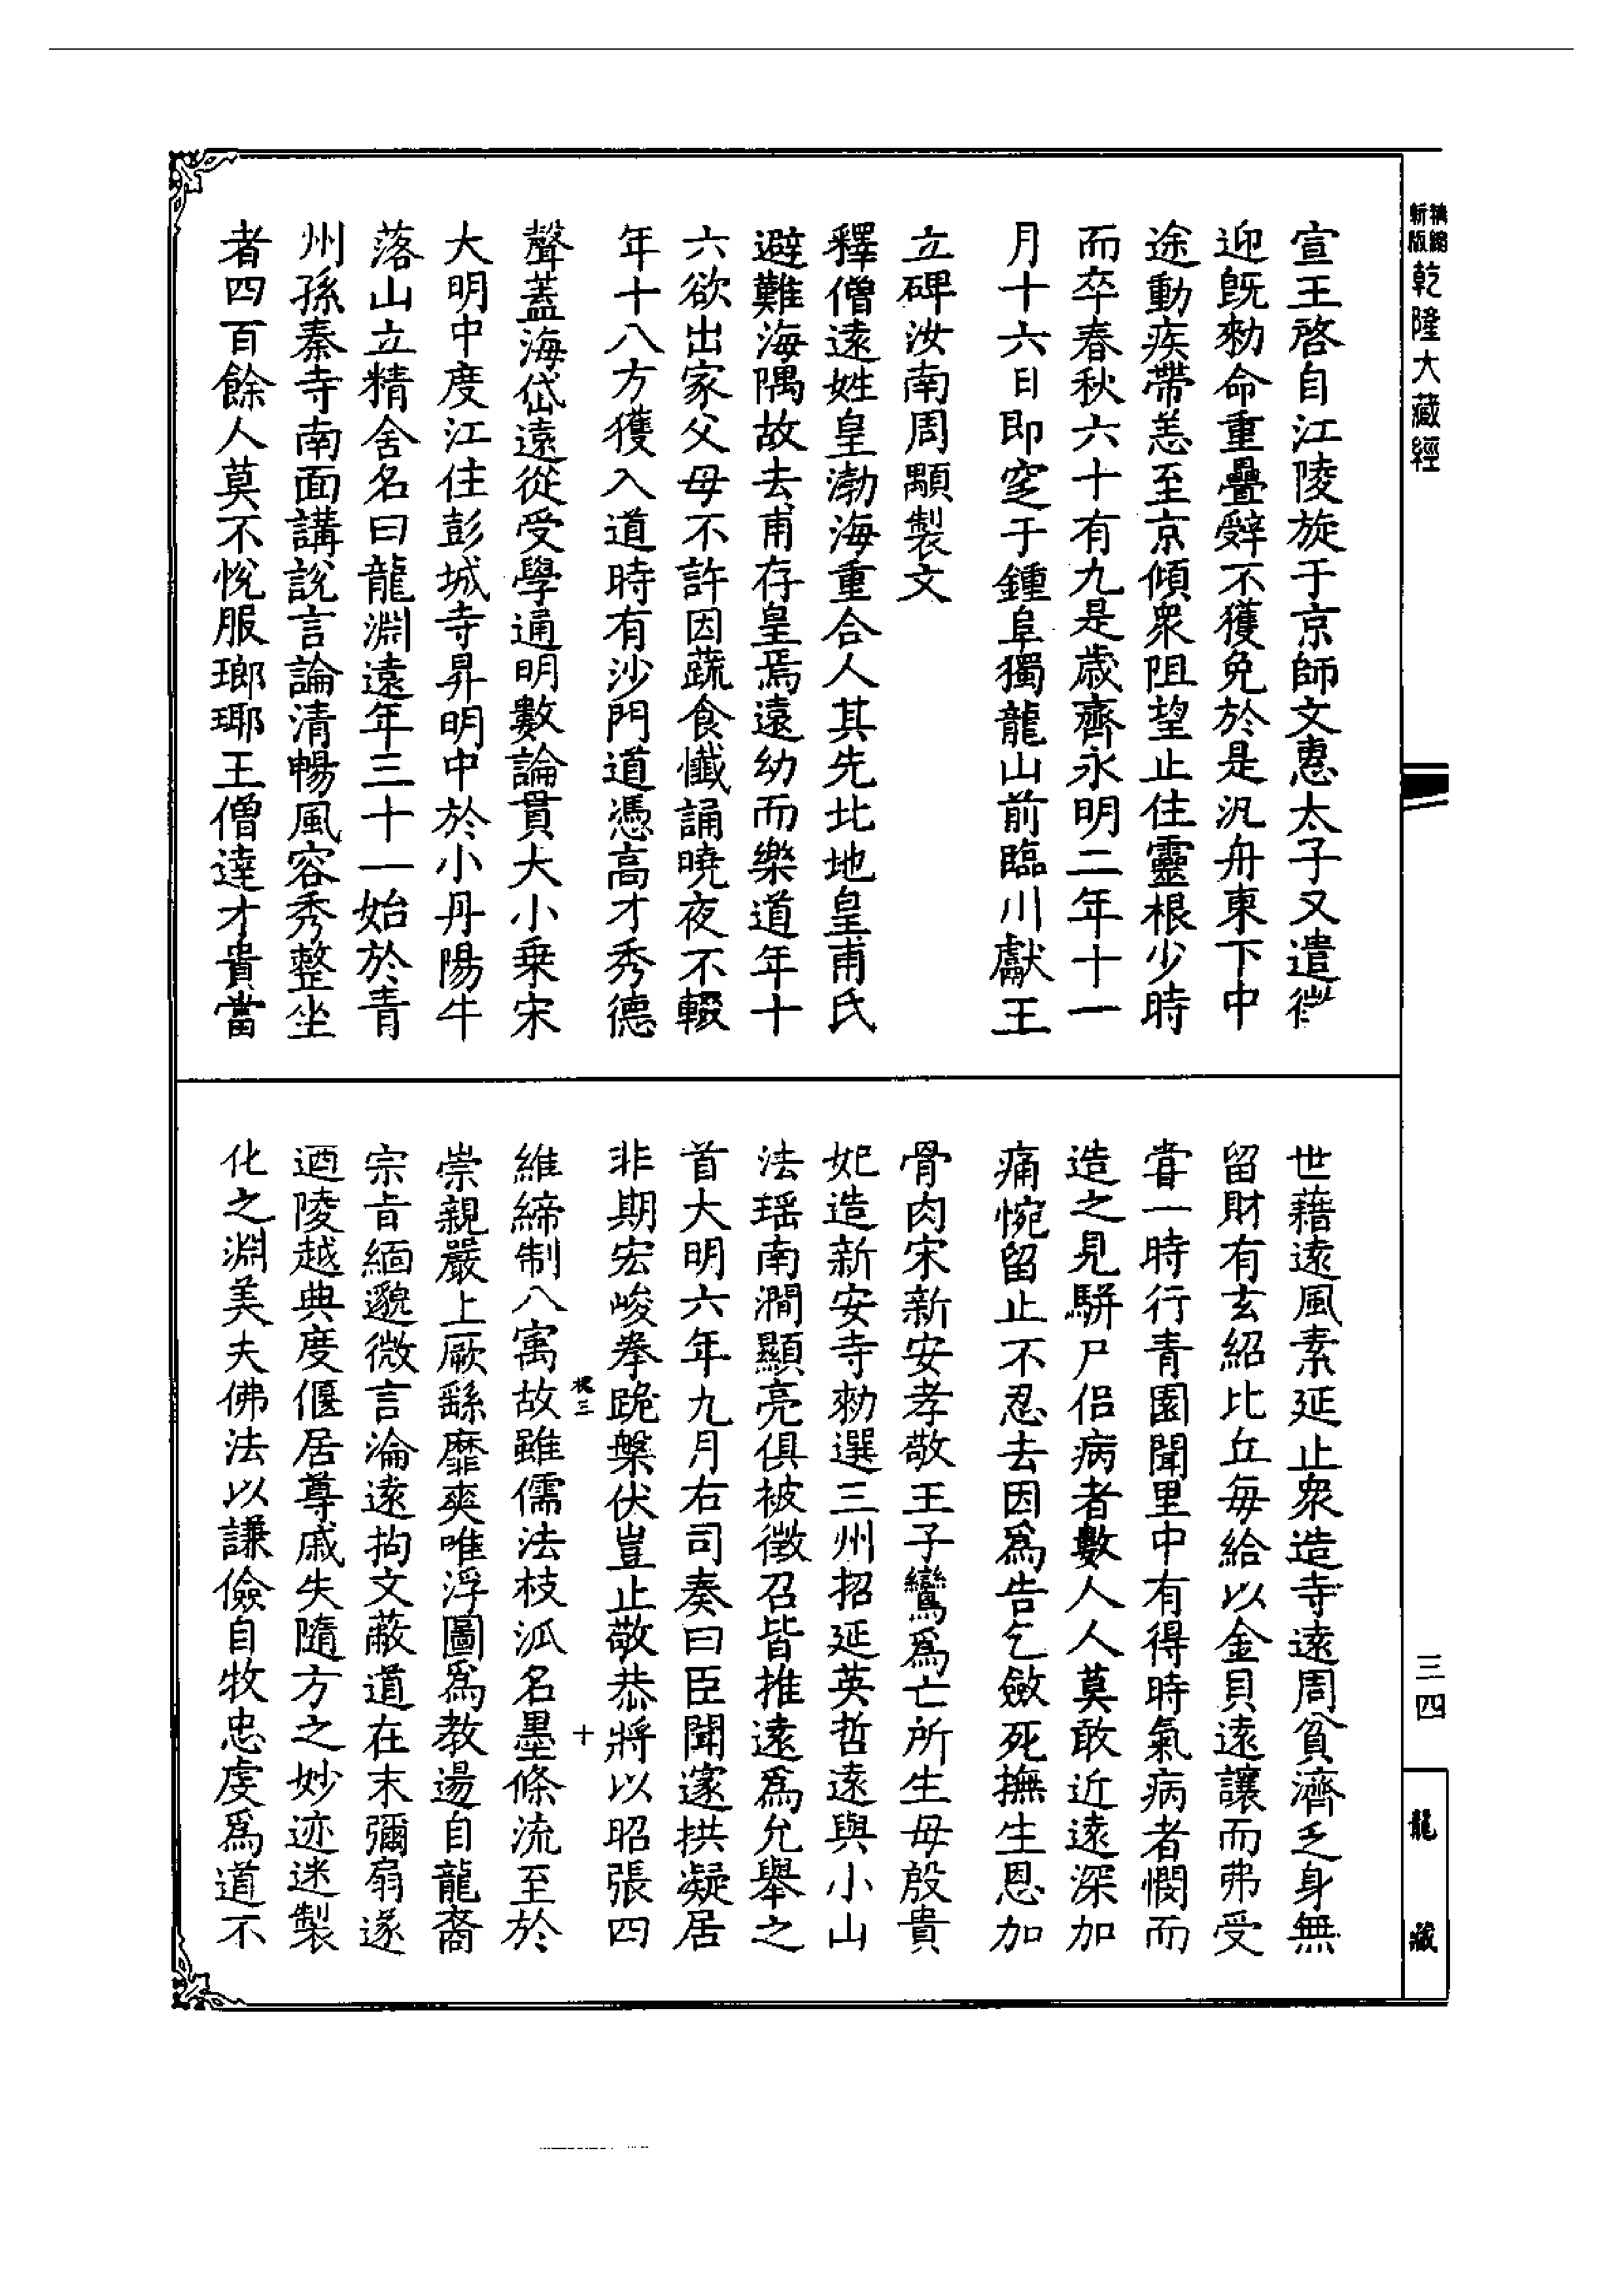 精縮
新版
乾隆大藏經
三四
龍藏
宣王啓自江陵旋于京師文惠太子又遣徵
迎旣勑命重疊辭不獲免於是汎舟東下中
途動疾帶恙至京傾衆阻望止住靈根少時
而卒春秋六十有九是歲齊永明二年十一
月十六日即窆于鍾阜獨龍山前臨川獻王
立碑汝南周顒製文
釋僧遠姓皇渤海重合人其先北地皇甫氏
避難海隅故去甫存皇焉遠幼而樂道年十
六欲出家父母不許因蔬食懺誦曉夜不輟
年十八方獲入道時有沙門道憑高才秀德
聲蓋海岱遠從受學通明數論貫大小乗宋
大明中度江住彭城寺昇明中於小丹陽牛
落山立精舍名曰龍淵遠年三十一始於青
州孫秦寺南面講說言論清暢風容秀整坐
者四百餘人莫不悅服瑯琊王僧達才貴當
世藉遠風素延止衆造寺遠周貧濟乏身無
留財有玄紹比丘每給以金貝遠讓而弗受
甞一時行青園聞里中有得時氣病者憫而
造之見駢尸侣病者數人人莫敢近遠深加
痛惋留止不忍去因爲告乞斂死撫生恩加
骨肉宋新安孝敬王子鸞爲亡所生母殷貴
妃造新安寺勑選三州招延英哲遠與小山
法瑶南澗顯亮俱被徵召皆推遠爲允舉之
首大明六年九月右司奏曰臣聞邃拱凝居
非期宏峻拳跪槃伏豈止敬恭將以昭張四
槐三 十
維締制八㝢故雖儒法枝泒名墨條流至於
崇親嚴上厥繇靡爽唯浮圖爲教逷自龍裔
宗㫖緬邈微言淪遠拘文蔽道在末彌扇遂
迺陵越典度偃居尊戚失隨方之妙迹迷製
化之淵美夫佛法以謙儉自牧忠虔爲道不